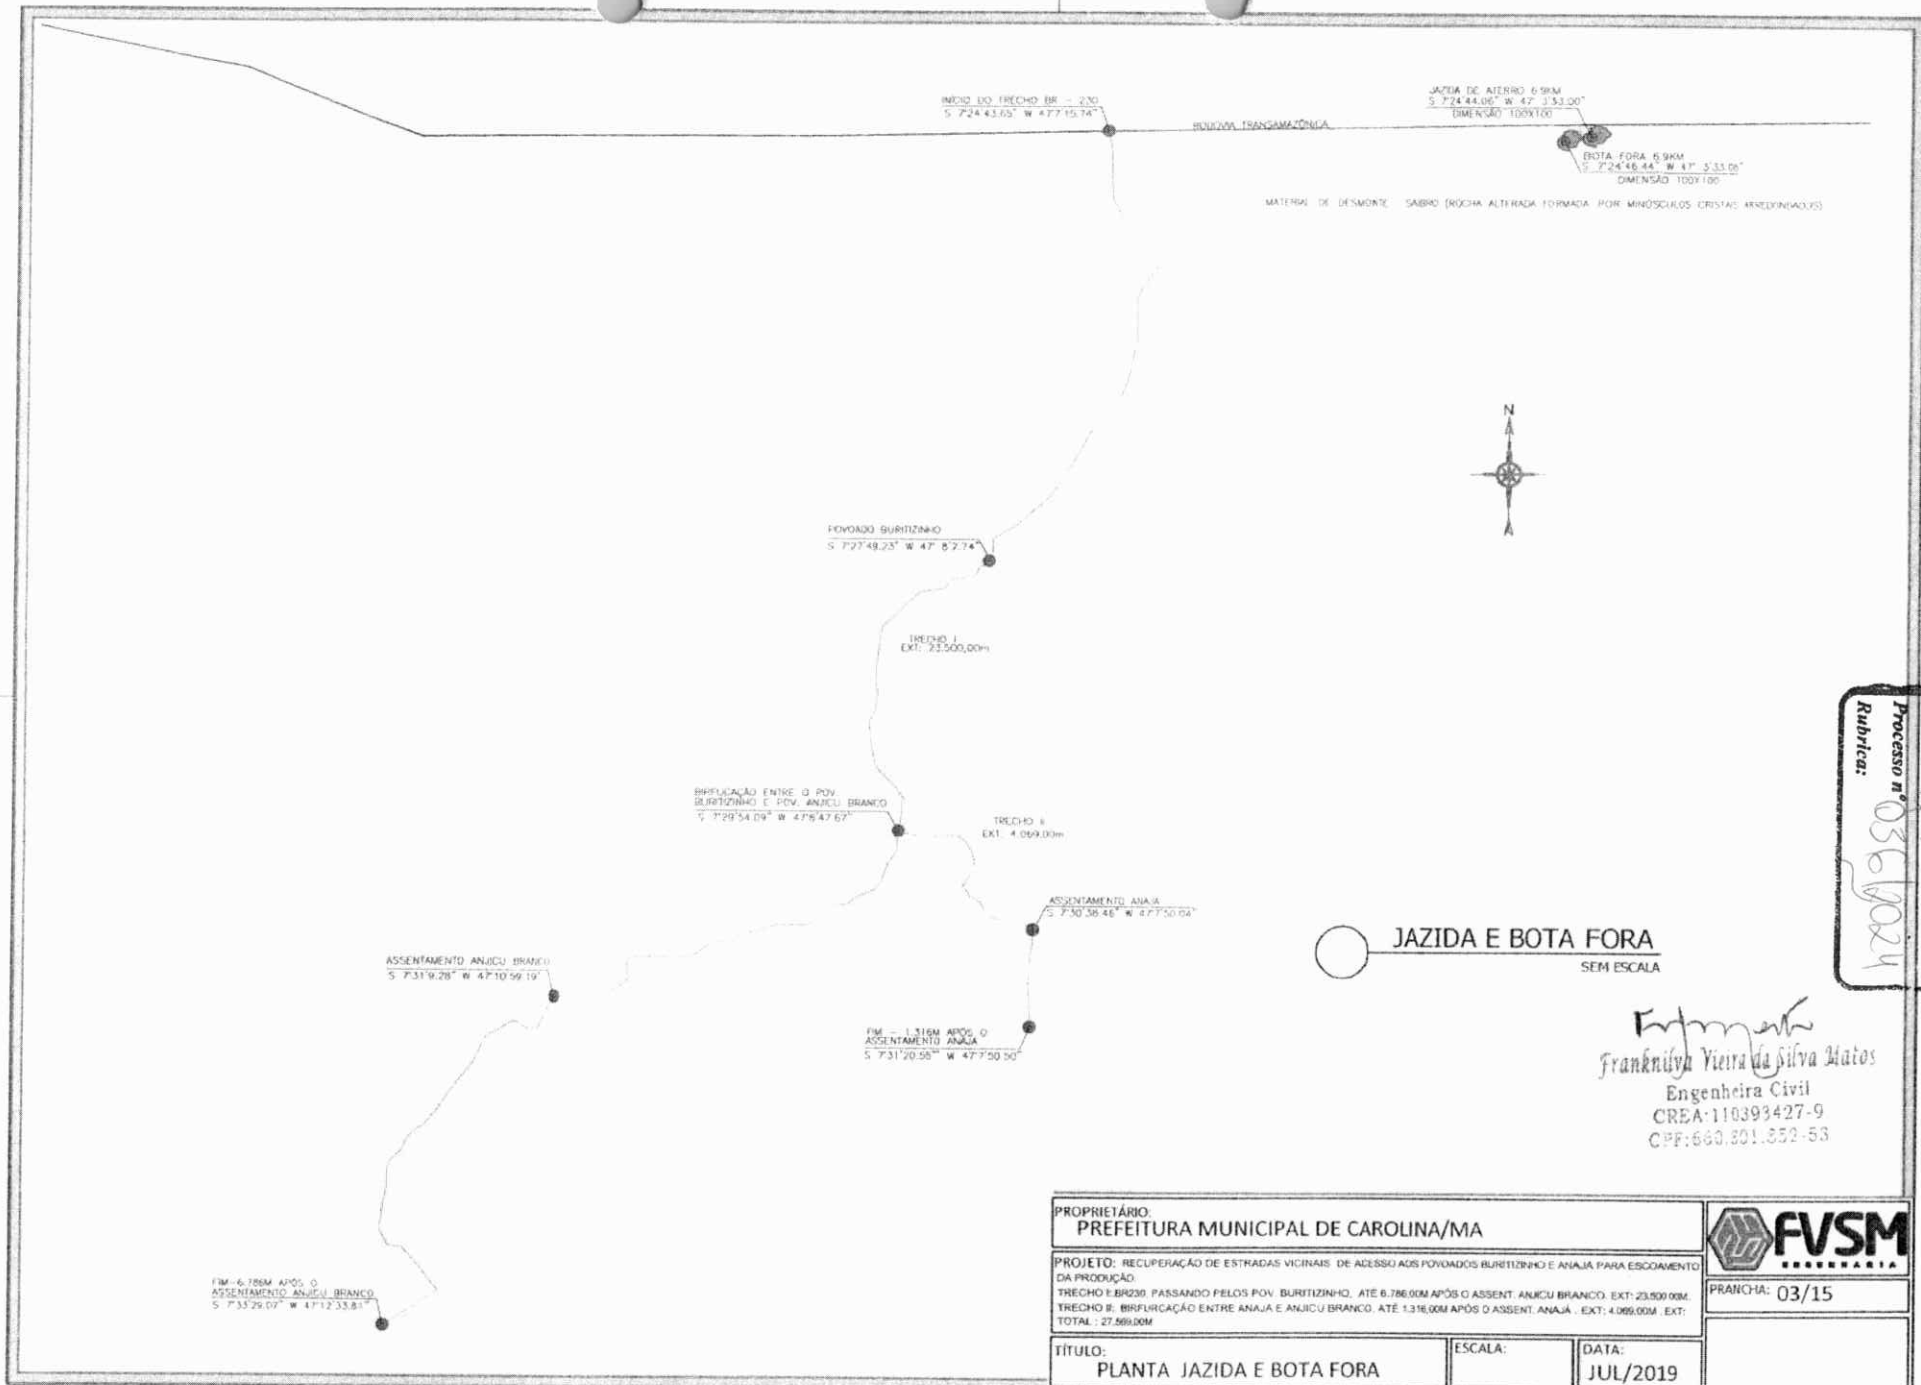 INÍCIO DO TRECHO BR - 230
S 7°24'43.65" W 47°7'15.74"
RODOVIA TRANSAMAZÔNICA
JAZIDA DE ATERRO 6.9KM
S 7°24'44.06" W 47° 3'33.00"
DIMENSÃO 100X100
BOTA FORA 6.9KM
S 7°24'46.44" W 47° 3'33.06"
DIMENSÃO 100X100
MATERIAL DE DESMONTE SAIBRO (ROCHA ALTERADA FORMADA POR MINÚSCULOS CRISTAIS ARREDONDADOS)
N
POVOADO BURITIZINHO
S 7°27'49.23" W 47° 8'2.74"
TRECHO I
EXT: 23.500,00m
BIRFUCAÇÃO ENTRE O POV.
BURITIZINHO E POV. ANJICU BRANCO
S 7°29'54.09" W 47°8'47.67"
TRECHO II
EXT: 4.069,00m
ASSENTAMENTO ANAJA
S 7°30'38.46" W 47°7'50.04"
ASSENTAMENTO ANJICU BRANCO
S 7°31'9.28" W 47°10'59.19"
FIM - 1.316M APÓS O
ASSENTAMENTO ANAJA
S 7°31'20.55" W 47°7'50.50"
FIM-6.786M APÓS O
ASSENTAMENTO ANJICU BRANCO
S 7°33'29.07" W 47°12'33.81"
JAZIDA E BOTA FORA
SEM ESCALA
Processo nº 036/2024
Rubrica:
Franknilva Vieira da Silva Matos
Engenheira Civil
CREA:110393427-9
CPF:
PROPRIETÁRIO:
PREFEITURA MUNICIPAL DE CAROLINA/MA
PROJETO: RECUPERAÇÃO DE ESTRADAS VICINAIS DE ACESSO AOS POVOADOS BURITIZINHO E ANAJA PARA ESCOAMENTO
DA PRODUÇÃO.
TRECHO I: BR230, PASSANDO PELOS POV. BURITIZINHO, ATÉ 6.786,00M APÓS O ASSENT. ANJICU BRANCO. EXT: 23.500,00M.
TRECHO II: BIRFURCAÇÃO ENTRE ANAJA E ANJICU BRANCO, ATÉ 1.316,00M APÓS O ASSENT. ANAJÁ . EXT: 4.069,00M . EXT:
TOTAL : 27.569,00M
FVSM
ENGENHARIA
PRANCHA: 03/15
TÍTULO:
PLANTA JAZIDA E BOTA FORA
ESCALA:
DATA:
JUL/2019